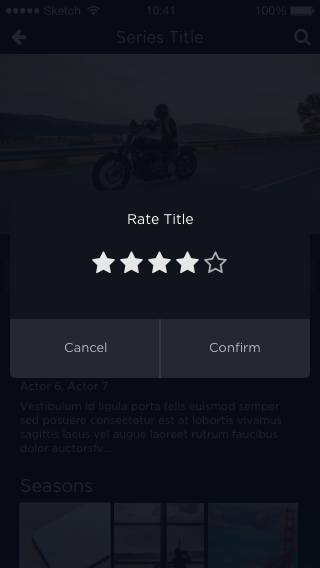 Sketch 10:41 100%
Series Title
Rate Title
Cancel Confirm
Actor 6, Actor 7
Vestibulum id ligula porta felis euismod semper
sed posuere consectetur est at lobortis vivamus
sagittis lacus vel augue laoreet rutrum faucibus
dolor auctorsfv...
Seasons